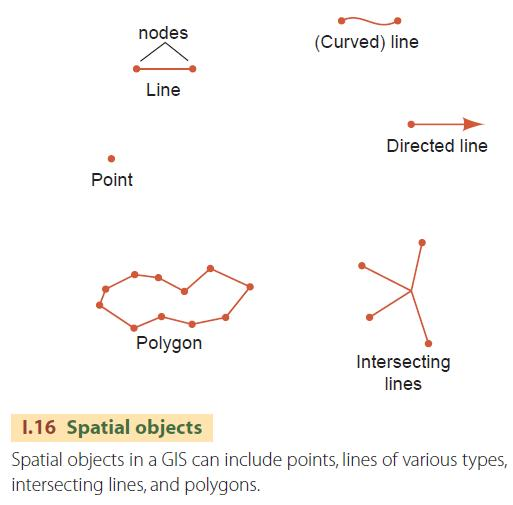 nodes
Line
(Curved) line
Directed line
Point
Polygon
Intersecting
lines
I.16 Spatial objects
Spatial objects in a GIS can include points, lines of various types,
intersecting lines, and polygons.